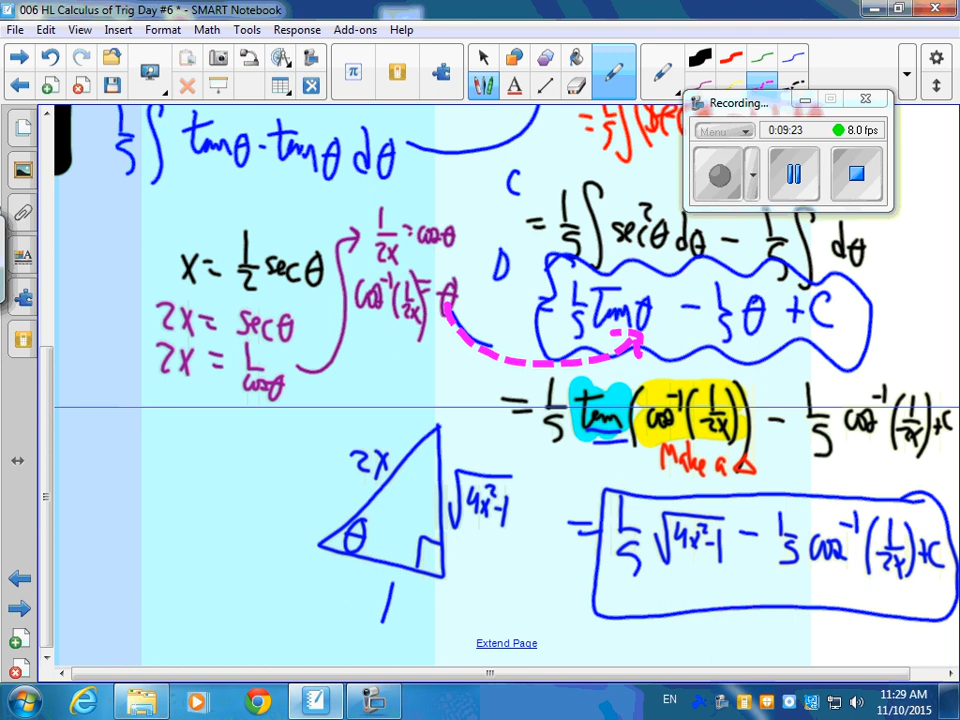 006 HL Calculus of Trig Day #6 * - SMART Notebook
File Edit View Insert Format Math Tools Response Add-ons Help
Recording...
Menu 0:09:23 8.0 fps
1/5 ∫ tanθ · tanθ dθ
C
= 1/5 ∫ sec²θ dθ - 1/5 ∫ dθ
x = 1/2 secθ
2x = secθ
2x = 1/cosθ
1/2x = cosθ
cos⁻¹(1/2x) = θ
D
= 1/5 tanθ - 1/5 θ + C
= 1/5 tan(cos⁻¹(1/2x)) - 1/5 cos⁻¹(1/2x) + C
Make a Δ
2x
√4x²-1
θ
1
= 1/5 √4x²-1 - 1/5 cos⁻¹(1/2x) + C
Extend Page
EN
11:29 AM
11/10/2015